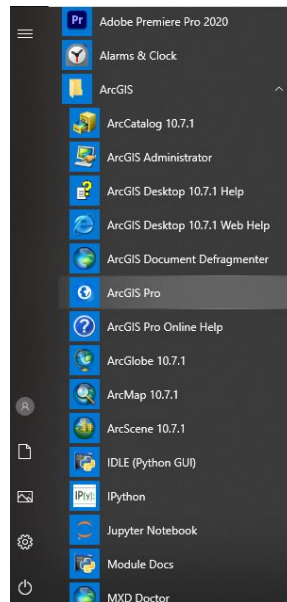 Pr
Adobe Premiere Pro 2020
Alarms & Clock
ArcGIS
ArcCatalog 10.7.1
ArcGIS Administrator
ArcGIS Desktop 10.7.1 Help
ArcGIS Desktop 10.7.1 Web Help
ArcGIS Document Defragmenter
ArcGIS Pro
ArcGIS Pro Online Help
ArcGlobe 10.7.1
ArcMap 10.7.1
ArcScene 10.7.1
IDLE (Python GUI)
IP[y]:
IPython
Jupyter Notebook
Module Docs
MXD Doctor